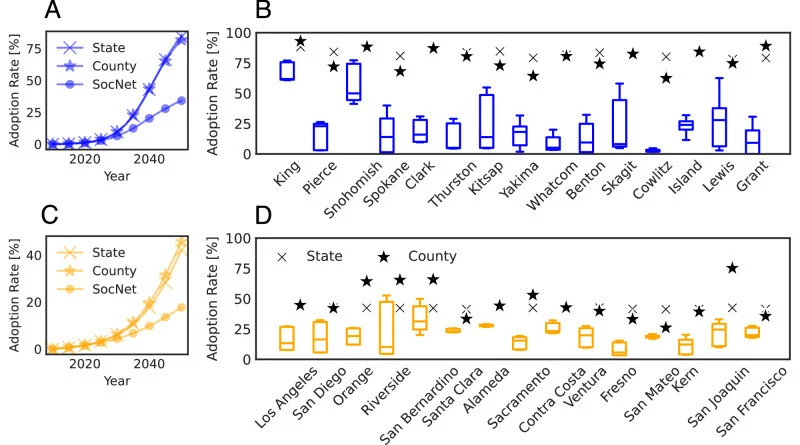 A
Adoption Rate [%]
75
50
25
0
State
County
SocNet
2020
2040
Year
B
Adoption Rate [%]
100
75
50
25
0
King
Pierce
Snohomish
Spokane
Clark
Thurston
Kitsap
Yakima
Whatcom
Benton
Skagit
Cowlitz
Island
Lewis
Grant
C
Adoption Rate [%]
40
20
0
State
County
SocNet
2020
2040
Year
D
Adoption Rate [%]
100
75
50
25
0
State
County
Los Angeles
San Diego
Orange
Riverside
San Bernardino
Santa Clara
Alameda
Sacramento
Contra Costa
Ventura
Fresno
San Mateo
Kern
San Joaquin
San Francisco